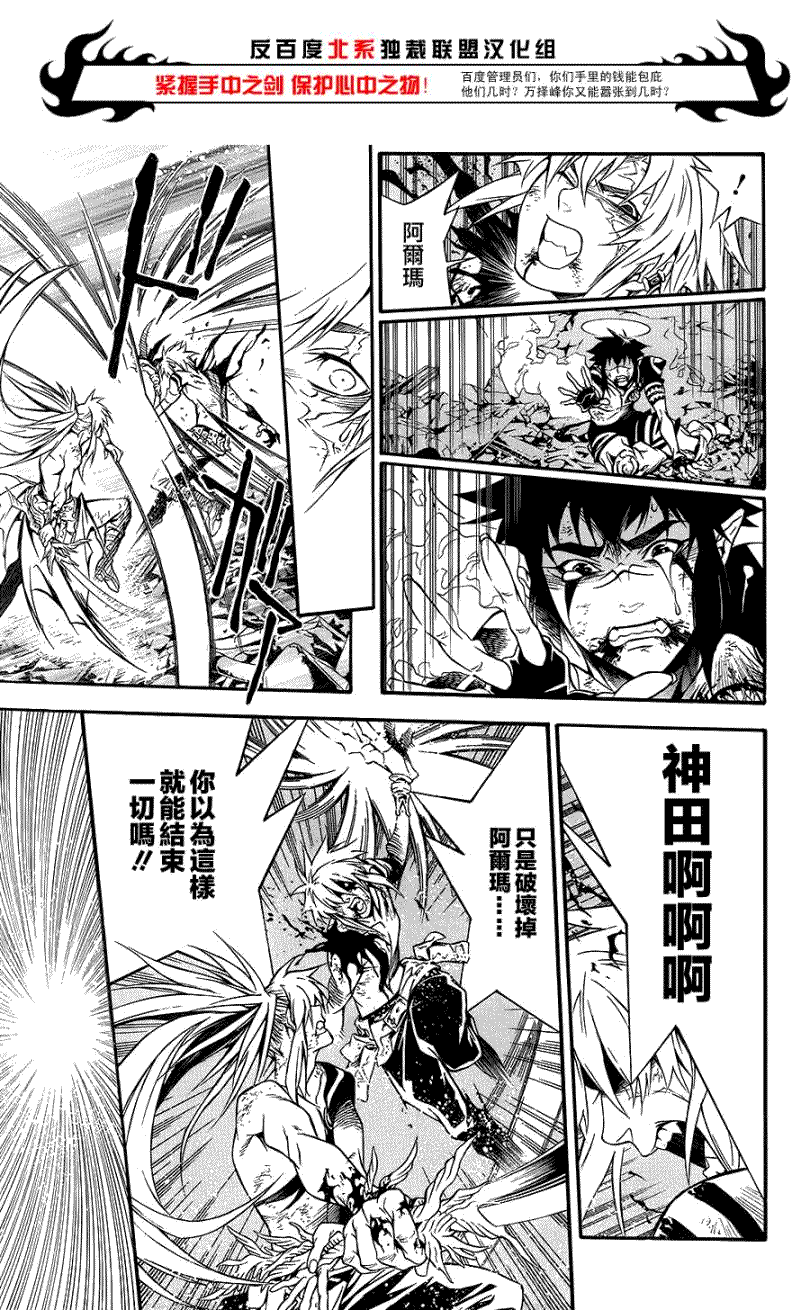 反百度北系独裁联盟汉化组
紧握手中之剑 保护心中之物!
百度管理员们,你们手里的钱能包庇
他们几时?万择峰你又能嚣张到几时?
!
阿爾瑪
ドドガガ
神田啊啊啊
只是破壞掉
阿爾瑪……
你以為這樣
就能結束
一切嗎!!